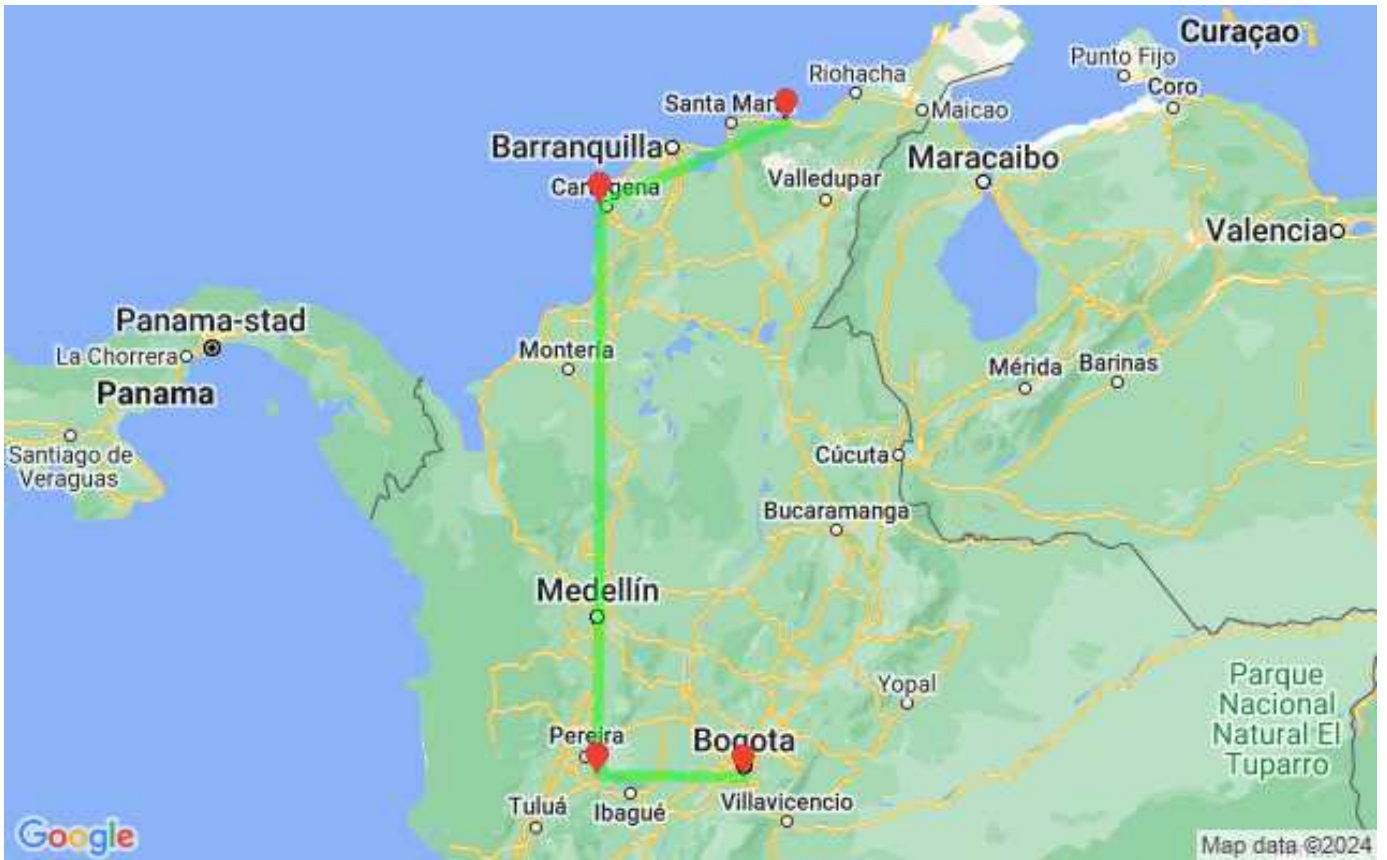 Curaçao
Punto Fijo
Riohacha
Coro
Santa Mar
Maicao
Barranquilla
Maracaibo
Valledupar
Cartagena
Valencia
Panama-stad
La Chorrera
Montería
Mérida
Barinas
Panama
Santiago de
Veraguas
Cúcuta
Bucaramanga
Medellín
Yopal
Parque
Nacional
Natural El
Tuparro
Pereira
Bogota
Tuluá
Ibagué
Villavicencio
Google
Map data ©2024